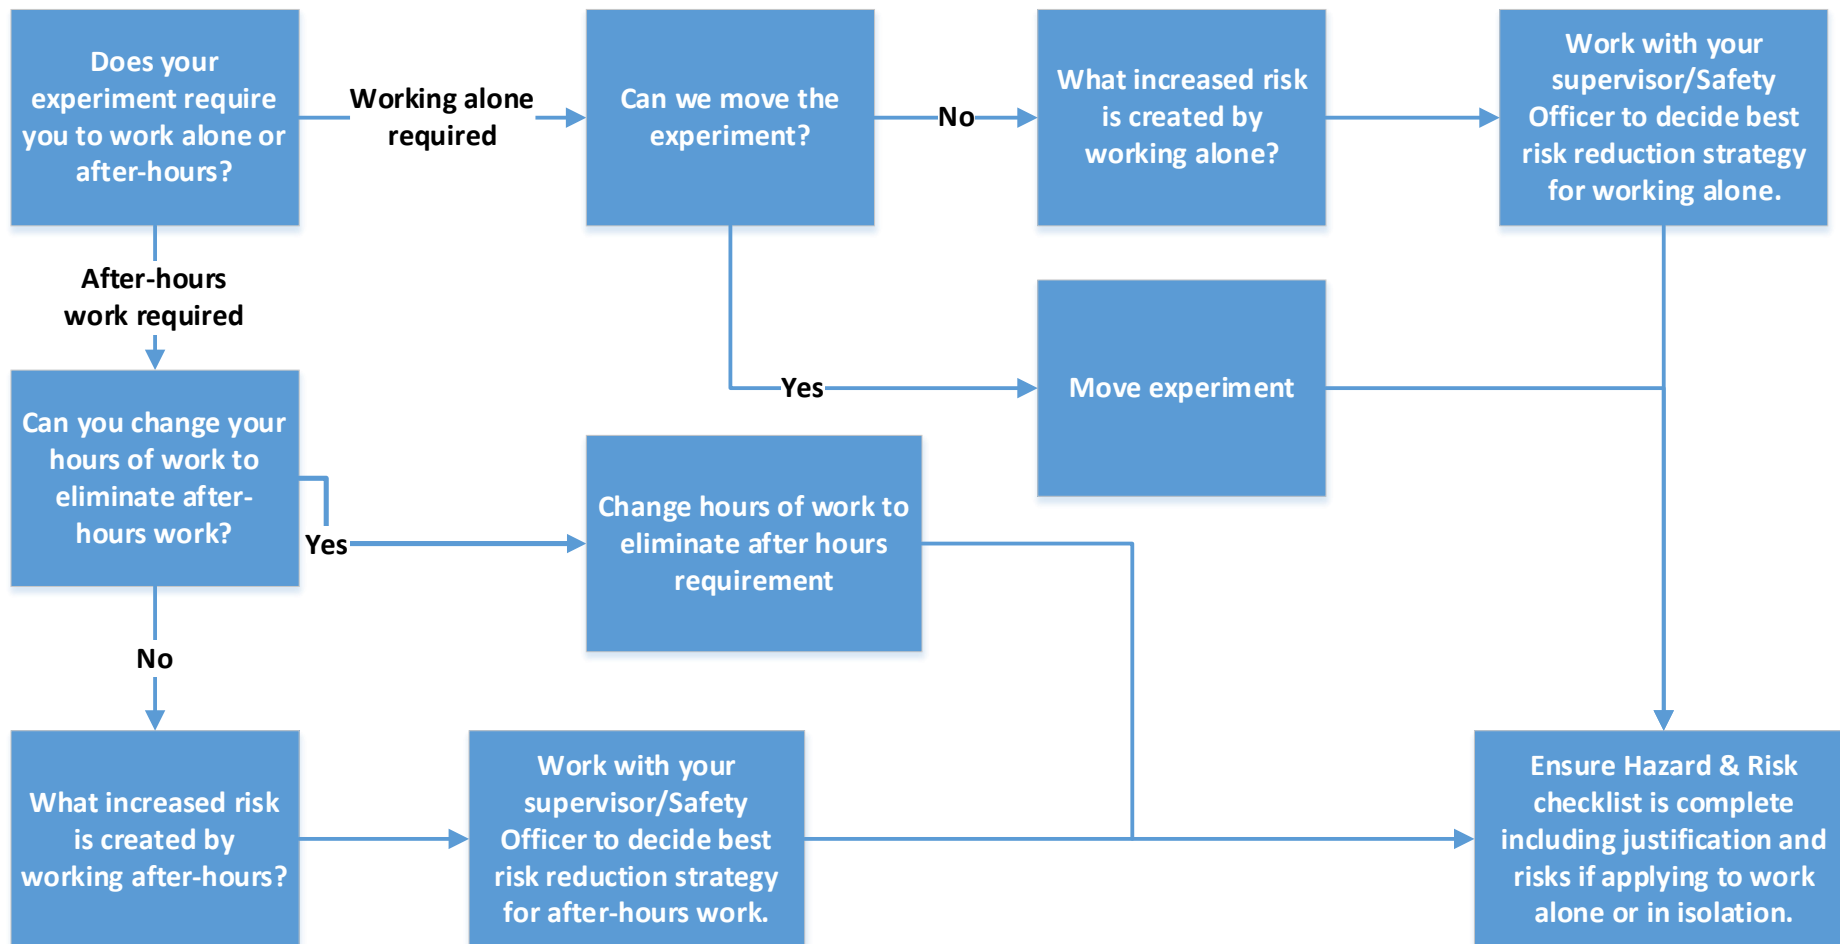 Does your
experiment require
you to work alone or
after-hours?
Working alone
required
Can we move the
experiment?
No
What increased risk
is created by
working alone?
Work with your
supervisor/Safety
Officer to decide best
risk reduction strategy
for working alone.
After-hours
work required
Yes
Move experiment
Can you change your
hours of work to
eliminate after-
hours work?
Yes
Change hours of work to
eliminate after hours
requirement
No
What increased risk
is created by
working after-hours?
Work with your
supervisor/Safety
Officer to decide best
risk reduction strategy
for after-hours work.
Ensure Hazard & Risk
checklist is complete
including justification and
risks if applying to work
alone or in isolation.